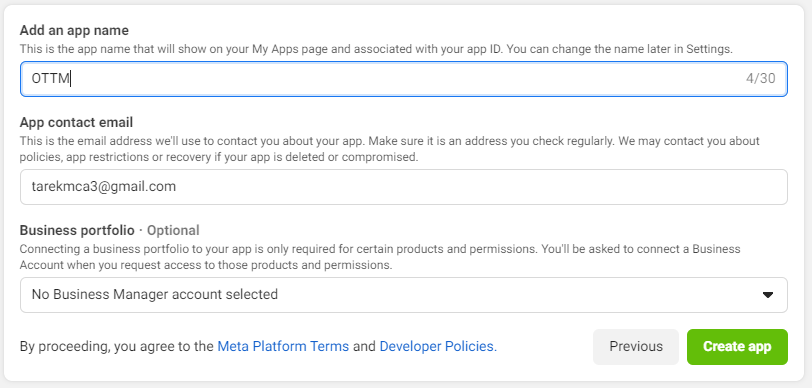 Add an app name
This is the app name that will show on your My Apps page and associated with your app ID. You can change the name later in Settings.
OTTM 4/30
App contact email
This is the email address we'll use to contact you about your app. Make sure it is an address you check regularly. We may contact you about
policies, app restrictions or recovery if your app is deleted or compromised.
tarekmca3@gmail.com
Business portfolio · Optional
Connecting a business portfolio to your app is only required for certain products and permissions. You'll be asked to connect a Business
Account when you request access to those products and permissions.
No Business Manager account selected
By proceeding, you agree to the Meta Platform Terms and Developer Policies. Previous Create app